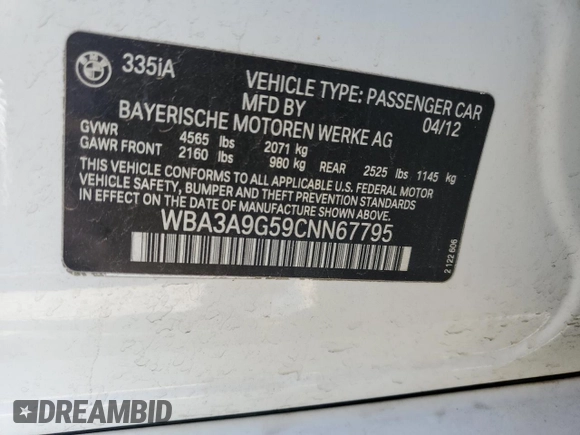 BMW
335iA
VEHICLE TYPE: PASSENGER CAR
MFD BY 04/12
BAYERISCHE MOTOREN WERKE AG
GVWR 4565 lbs 2071 kg
GAWR FRONT 2160 lbs 980 kg REAR 2525 lbs 1145 kg
THIS VEHICLE CONFORMS TO ALL APPLICABLE U.S. FEDERAL MOTOR
VEHICLE SAFETY, BUMPER AND THEFT PREVENTION STANDARDS
IN EFFECT ON THE DATE OF MANUFACTURE SHOWN ABOVE.
WBA3A9G59CNN67795
2 122 606
DREAMBID